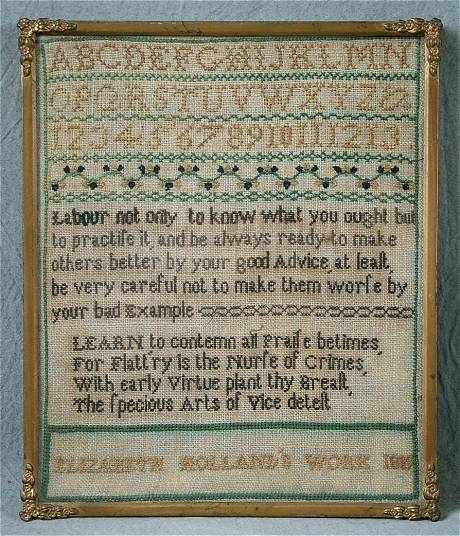 ABCDEFGHIJKLMN
OPQRSTUVWXYZ&
12345678910111213
Labour not only to know what you ought but
to practiſe it, and be always ready to make
others better by your good Advice, at leaſt,
be very careful not to make them worſe by
your bad Example
LEARN to contemn all Praiſe betimes,
For Flatt'ry is the Nurſe of Crimes,
With early Virtue plant thy Breaſt,
The ſpecious Arts of Vice deteſt
ELIZABETH HOLLAND'S WORK